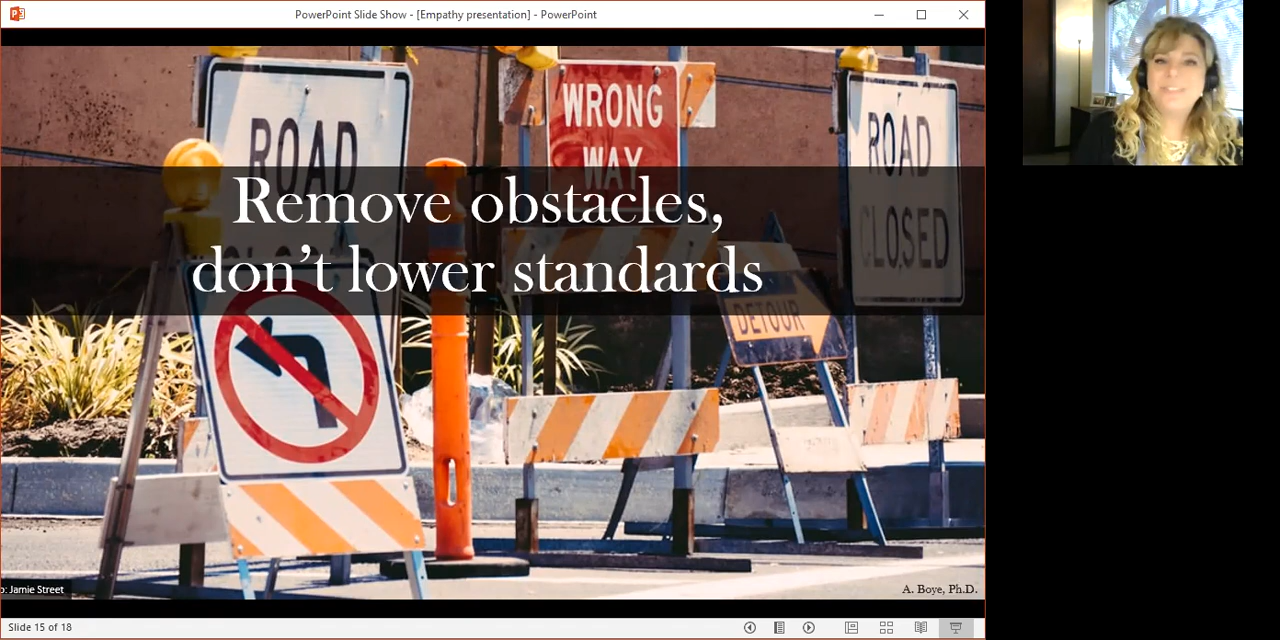 PowerPoint Slide Show - [Empathy presentation] - PowerPoint
ROAD
WRONG
WAY
ROAD
CLOSED
Remove obstacles,
don't lower standards
DETOUR
o: Jamie Street
A. Boye, Ph.D.
Slide 15 of 18